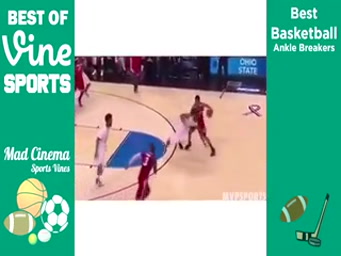 BEST OF
Vine
SPORTS
Mad Cinema
Sports Vines
OHIO
STATE
MVPSPORTS
Best
Basketball
Ankle Breakers